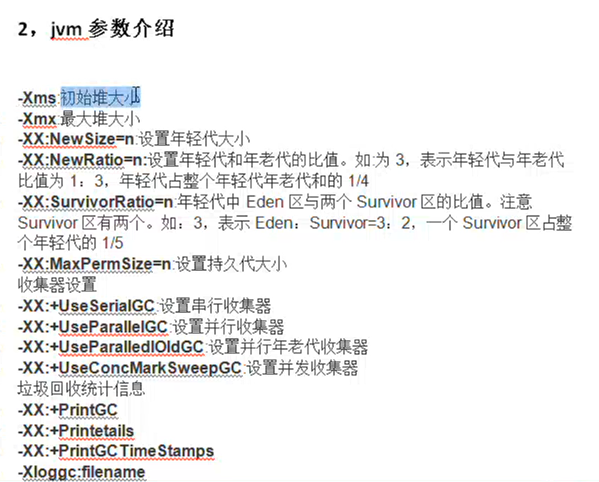 2，jvm 参数介绍
-Xms:初始堆大小
-Xmx:最大堆大小
-XX:NewSize=n:设置年轻代大小
-XX:NewRatio=n:设置年轻代和年老代的比值。如:为 3，表示年轻代与年老代
比值为 1：3，年轻代占整个年轻代年老代和的 1/4
-XX:SurvivorRatio=n:年轻代中 Eden 区与两个 Survivor 区的比值。注意
Survivor 区有两个。如：3，表示 Eden：Survivor=3：2，一个 Survivor 区占整
个年轻代的 1/5
-XX:MaxPermSize=n:设置持久代大小
收集器设置
-XX:+UseSerialGC:设置串行收集器
-XX:+UseParallelGC:设置并行收集器
-XX:+UseParalledlOldGC:设置并行年老代收集器
-XX:+UseConcMarkSweepGC:设置并发收集器
垃圾回收统计信息
-XX:+PrintGC
-XX:+Printetails
-XX:+PrintGCTimeStamps
-Xloggc:filename